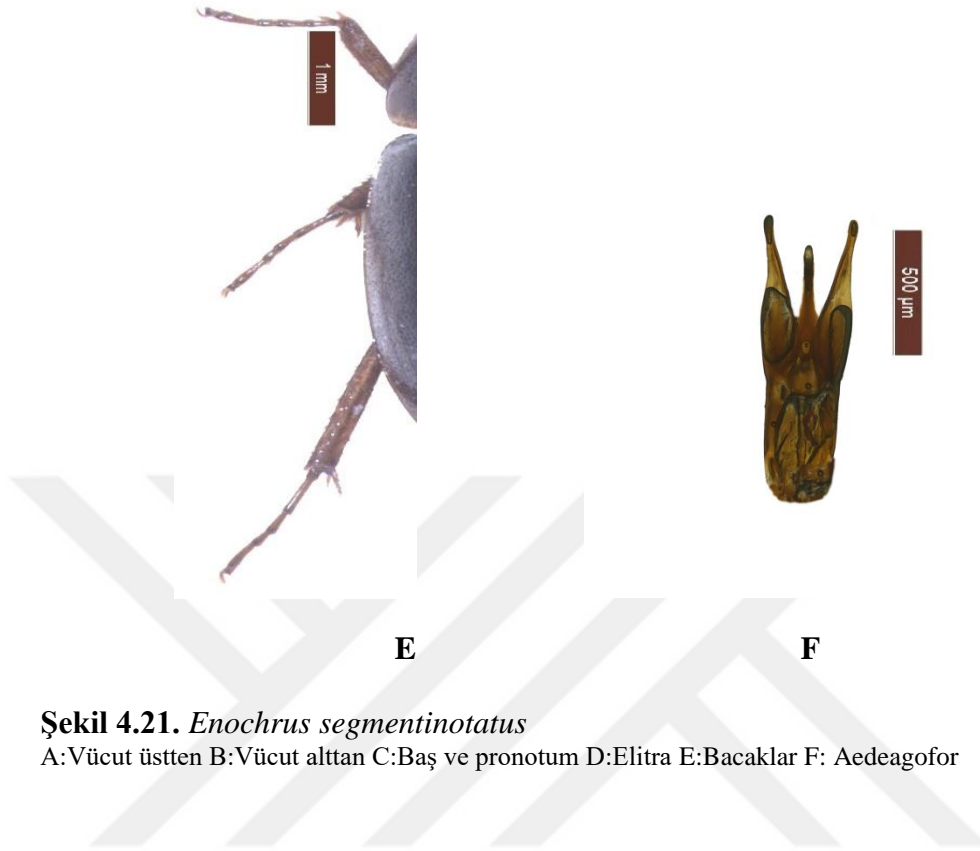 1 mm
500 µm
E
F
Şekil 4.21. Enochrus segmentinotatus
A:Vücut üstten B:Vücut alttan C:Baş ve pronotum D:Elitra E:Bacaklar F: Aedeagofor